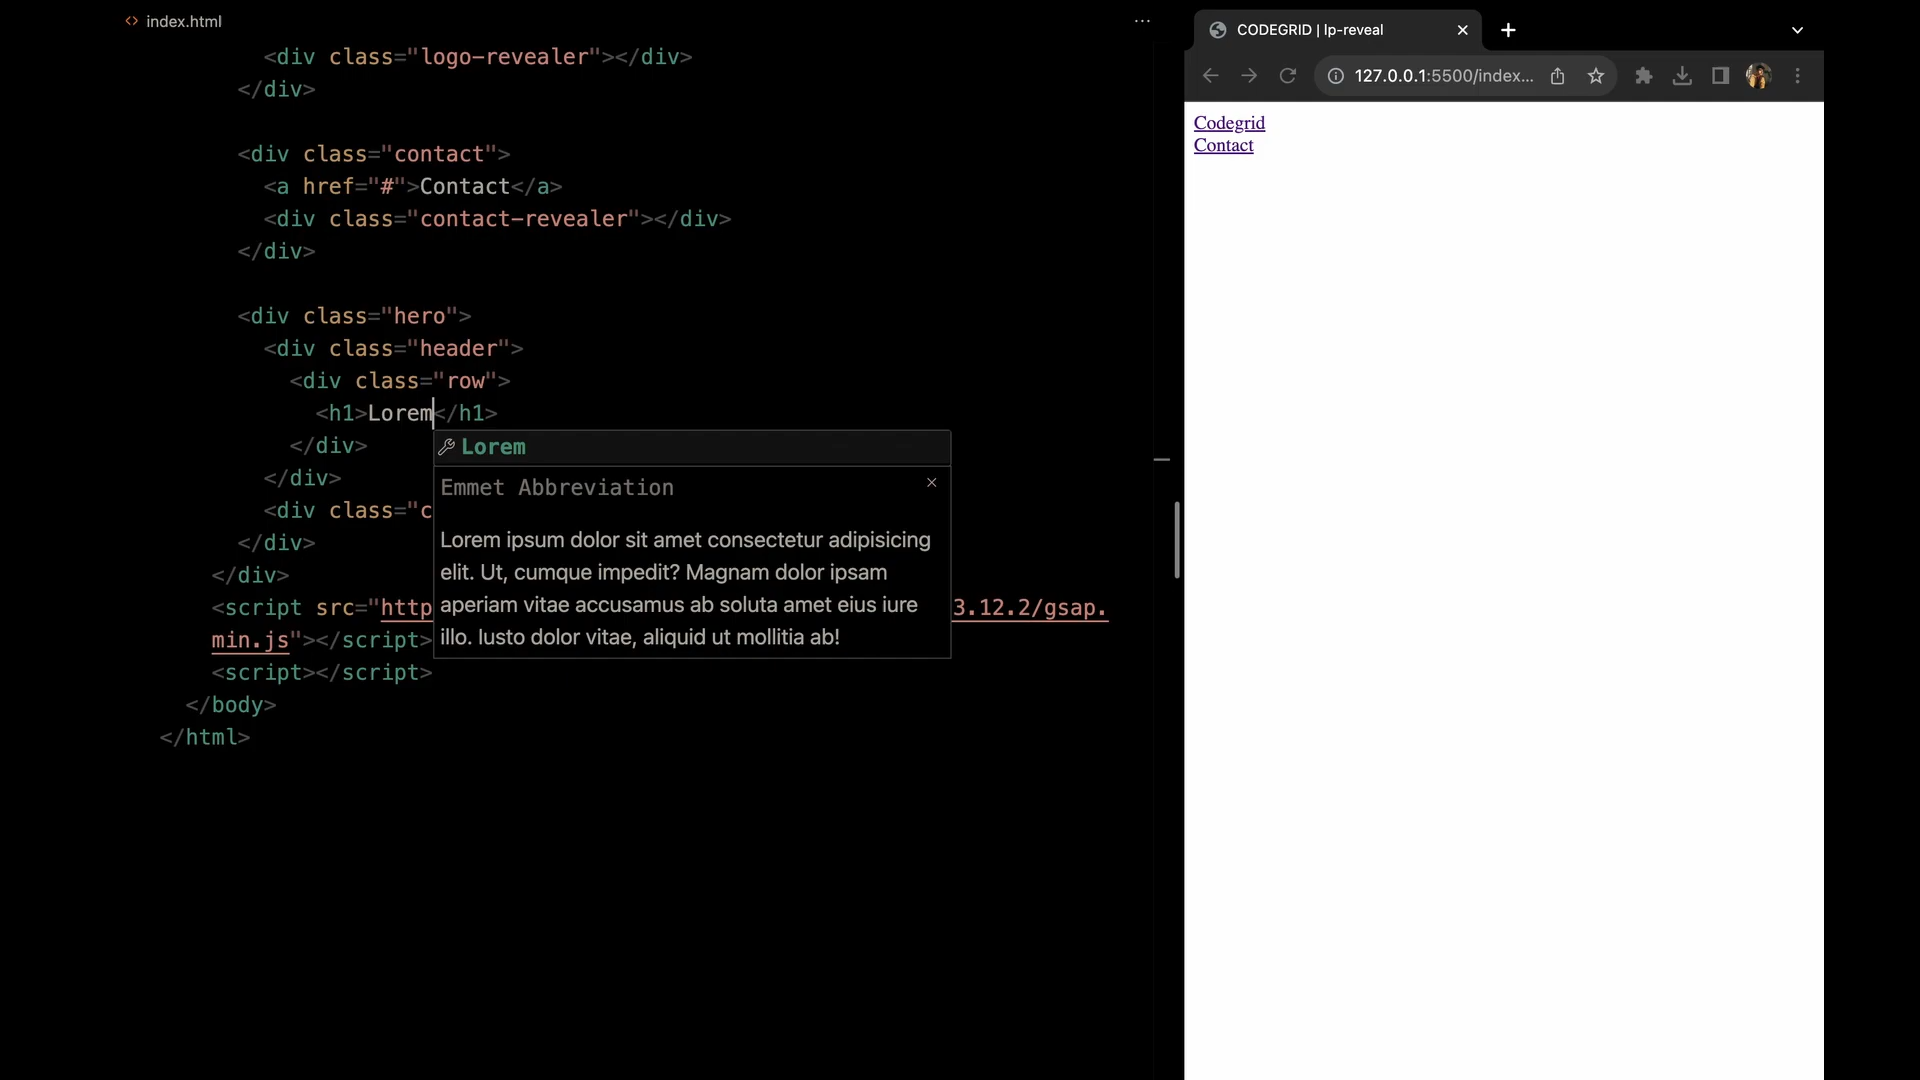 <> index.html
<div class="logo-revealer"></div>
</div>
<div class="contact">
<a href="#">Contact</a>
<div class="contact-revealer"></div>
</div>
<div class="hero">
<div class="header">
<div class="row">
<h1>Lorem</h1>
</div>
Lorem
</div>
Emmet Abbreviation
<div class="c
</div>
Lorem ipsum dolor sit amet consectetur adipisicing
elit. Ut, cumque impedit? Magnam dolor ipsam
aperiam vitae accusamus ab soluta amet eius iure
illo. Iusto dolor vitae, aliquid ut mollitia ab!
</div>
<script src="http 3.12.2/gsap.
min.js"></script>
<script></script>
</body>
</html>
CODEGRID | lp-reveal
127.0.0.1:5500/index...
Codegrid
Contact